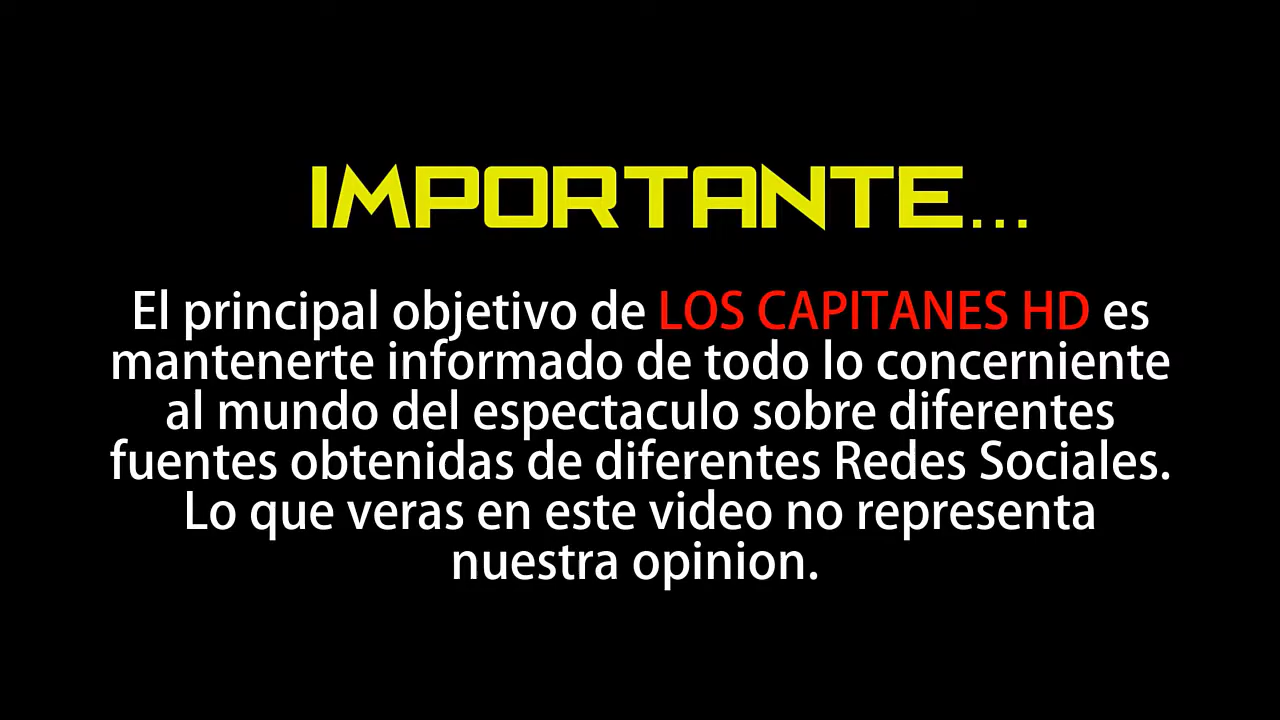 IMPORTANTE...
El principal objetivo de LOS CAPITANES HD es
mantenerte informado de todo lo concerniente
al mundo del espectaculo sobre diferentes
fuentes obtenidas de diferentes Redes Sociales.
Lo que veras en este video no representa
nuestra opinion.